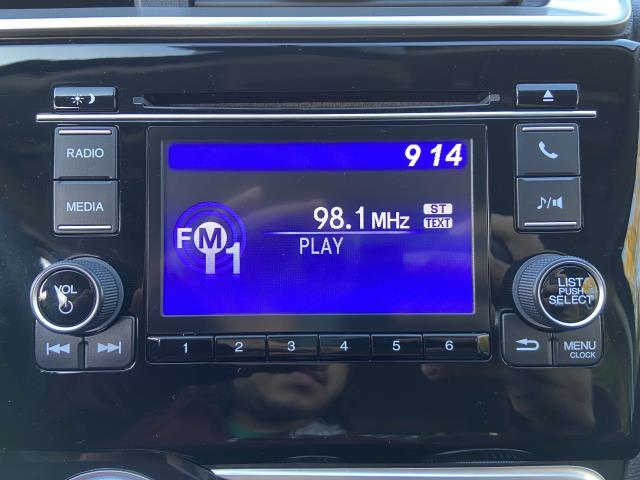 9 14
RADIO
98.1 MHz ST
TEXT
MEDIA
FM1
PLAY
VOL
LIST
PUSH
SELECT
1 2 3 4 5 6
MENU
CLOCK